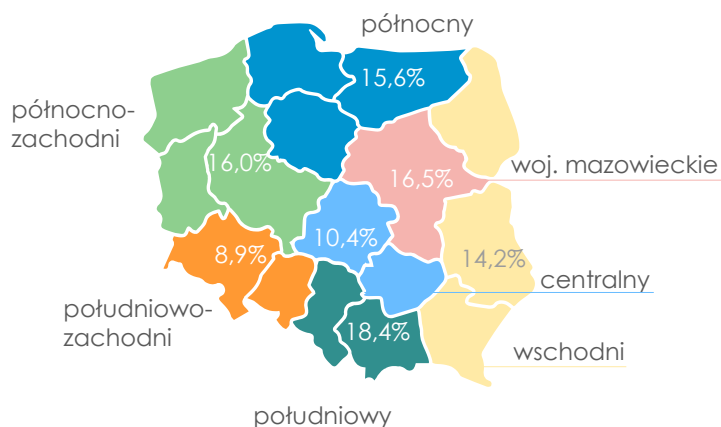 północny
15,6%
północno-
zachodni
16,0%
woj. mazowieckie
16,5%
10,4%
8,9%
14,2%
centralny
południowo-
zachodni
18,4%
wschodni
południowy